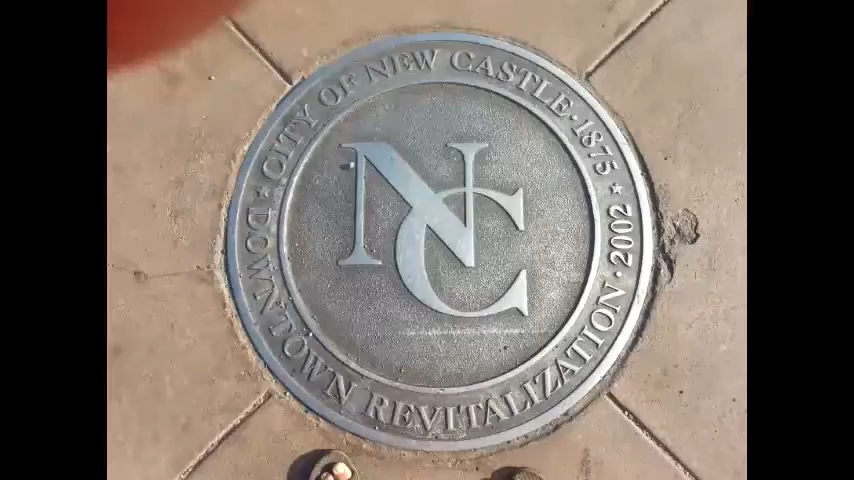 CITY OF NEW CASTLE · 1875
NC
DOWNTOWN REVITALIZATION · 2002